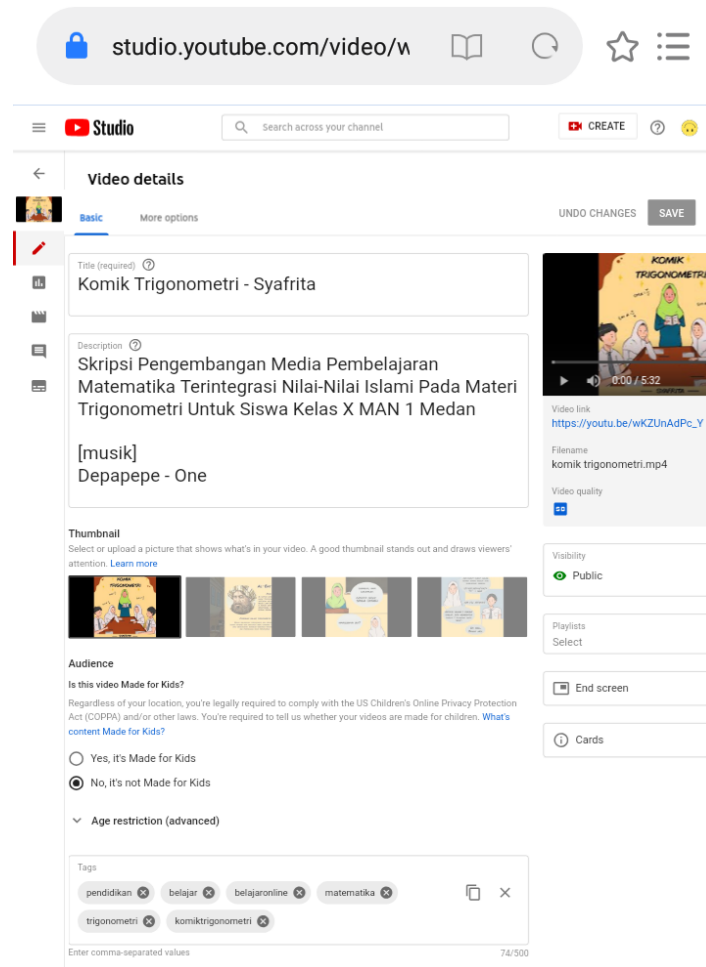 studio.youtube.com/video/w
Studio
Search across your channel
CREATE
Video details
Basic
More options
UNDO CHANGES
SAVE
Title (required)
Komik Trigonometri - Syafrita
Description
Skripsi Pengembangan Media Pembelajaran
Matematika Terintegrasi Nilai-Nilai Islami Pada Materi
Trigonometri Untuk Siswa Kelas X MAN 1 Medan
[musik]
Depapepe - One
KOMIK
TRIGONOMETRI
0:00 / 5:32
Video link
https://youtu.be/wKZUnAdPc_Y
Filename
komik trigonometri.mp4
Video quality
SD
Thumbnail
Select or upload a picture that shows what's in your video. A good thumbnail stands out and draws viewers'
attention. Learn more
KOMIK
TRIGONOMETRI
Visibility
Public
Playlists
Select
End screen
Cards
Audience
Is this video Made for Kids?
Regardless of your location, you're legally required to comply with the US Children's Online Privacy Protection
Act (COPPA) and/or other laws. You're required to tell us whether your videos are made for children. What's
content Made for Kids?
Yes, it's Made for Kids
No, it's not Made for Kids
Age restriction (advanced)
Tags
pendidikan
belajar
belajaronline
matematika
trigonometri
komiktrigonometri
Enter comma-separated values
74/500